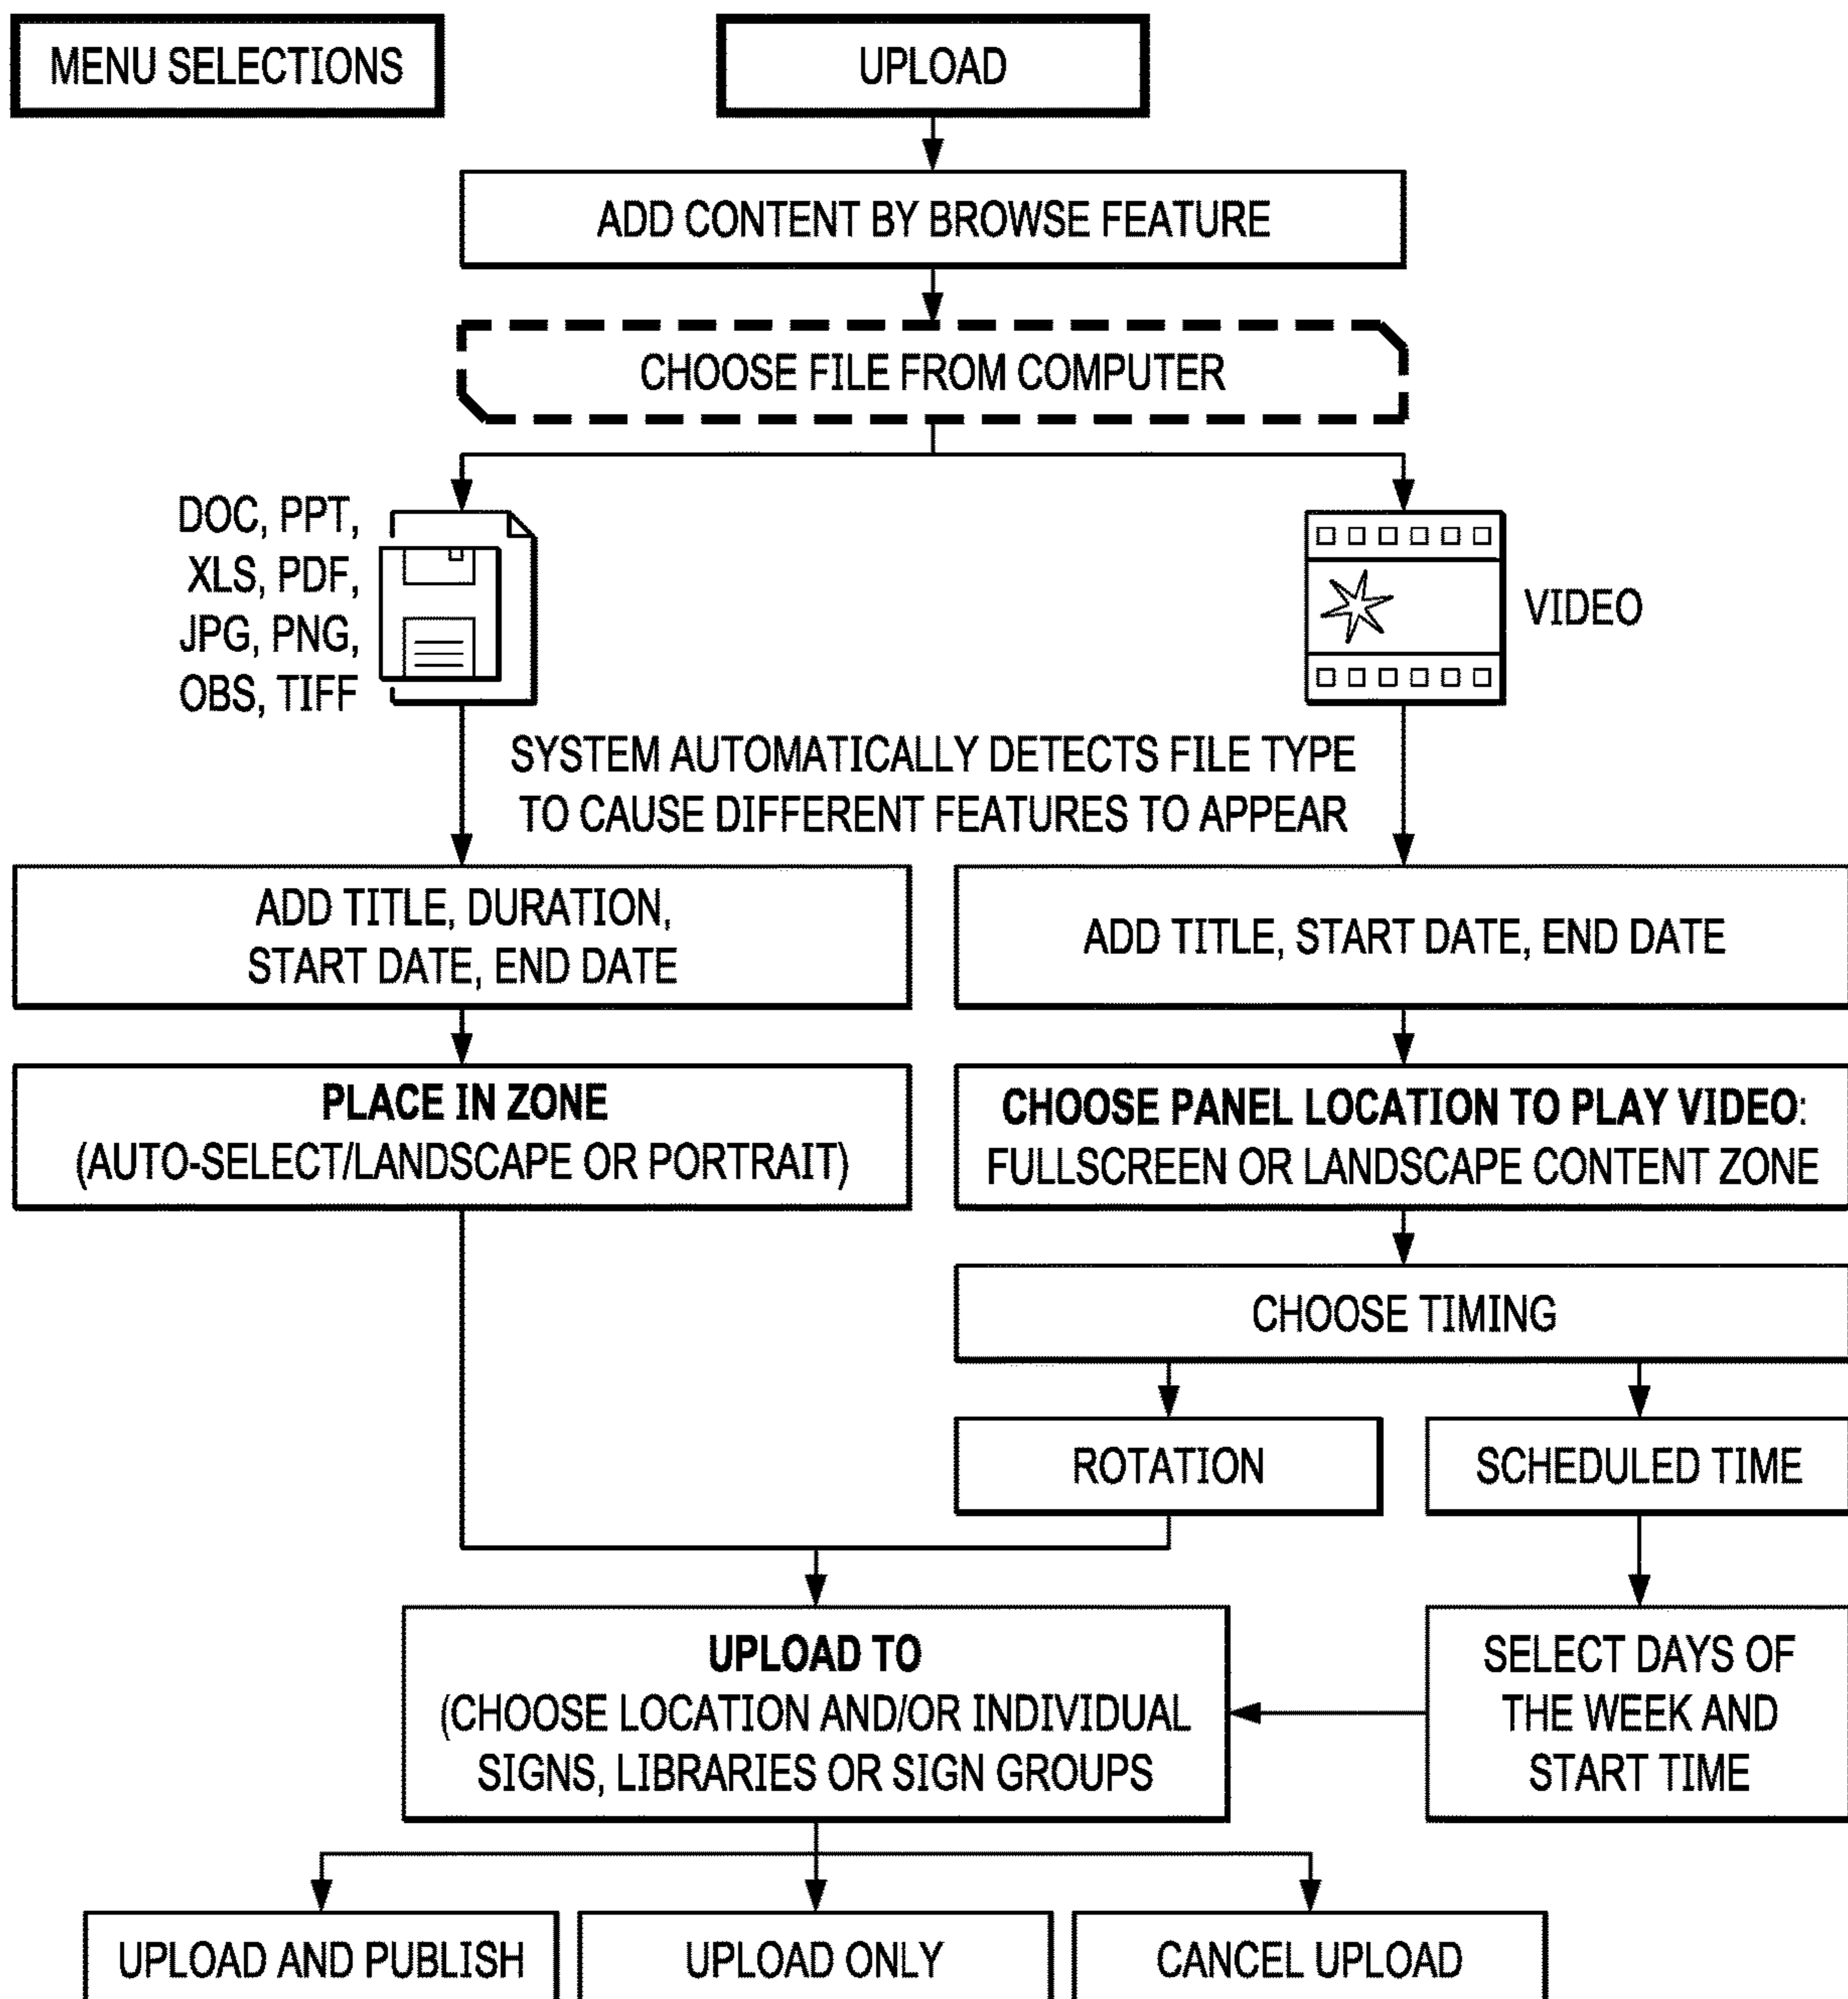 MENU SELECTIONS
UPLOAD
ADD CONTENT BY BROWSE FEATURE
CHOOSE FILE FROM COMPUTER
DOC, PPT,
XLS, PDF,
JPG, PNG,
OBS, TIFF
VIDEO
SYSTEM AUTOMATICALLY DETECTS FILE TYPE
TO CAUSE DIFFERENT FEATURES TO APPEAR
ADD TITLE, DURATION,
START DATE, END DATE
ADD TITLE, START DATE, END DATE
PLACE IN ZONE
(AUTO-SELECT/LANDSCAPE OR PORTRAIT)
CHOOSE PANEL LOCATION TO PLAY VIDEO:
FULLSCREEN OR LANDSCAPE CONTENT ZONE
CHOOSE TIMING
ROTATION
SCHEDULED TIME
UPLOAD TO
(CHOOSE LOCATION AND/OR INDIVIDUAL
SIGNS, LIBRARIES OR SIGN GROUPS
SELECT DAYS OF
THE WEEK AND
START TIME
UPLOAD AND PUBLISH
UPLOAD ONLY
CANCEL UPLOAD